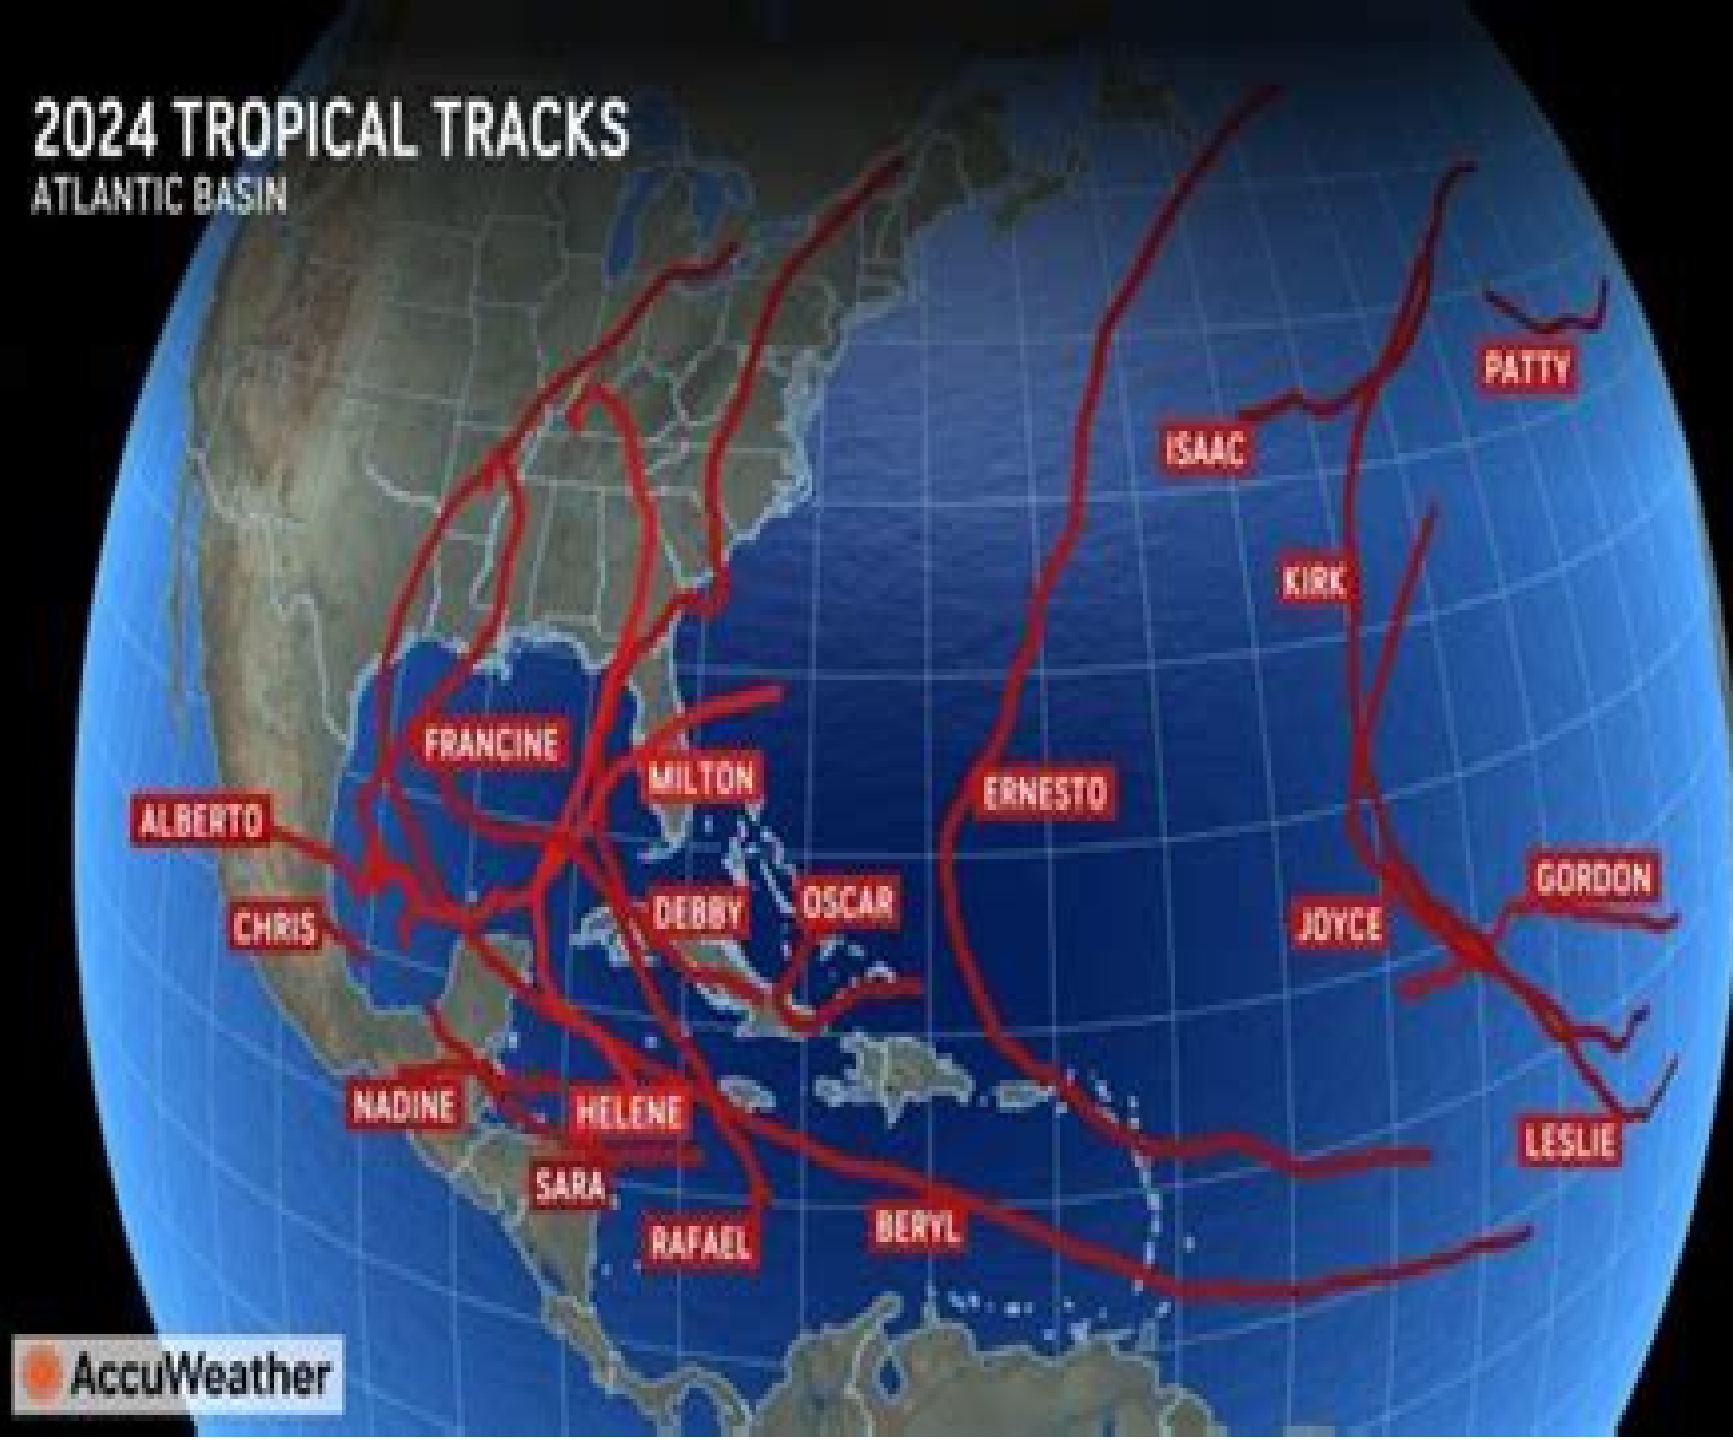 2024 TROPICAL TRACKS
ATLANTIC BASIN
PATTY
ISAAC
KIRK
FRANCINE
MILTON
ERNESTO
ALBERTO
GORDON
OSCAR
DEBBY
CHRIS
JOYCE
NADINE
HELENE
LESLIE
SARA
BERYL
RAFAEL
AccuWeather